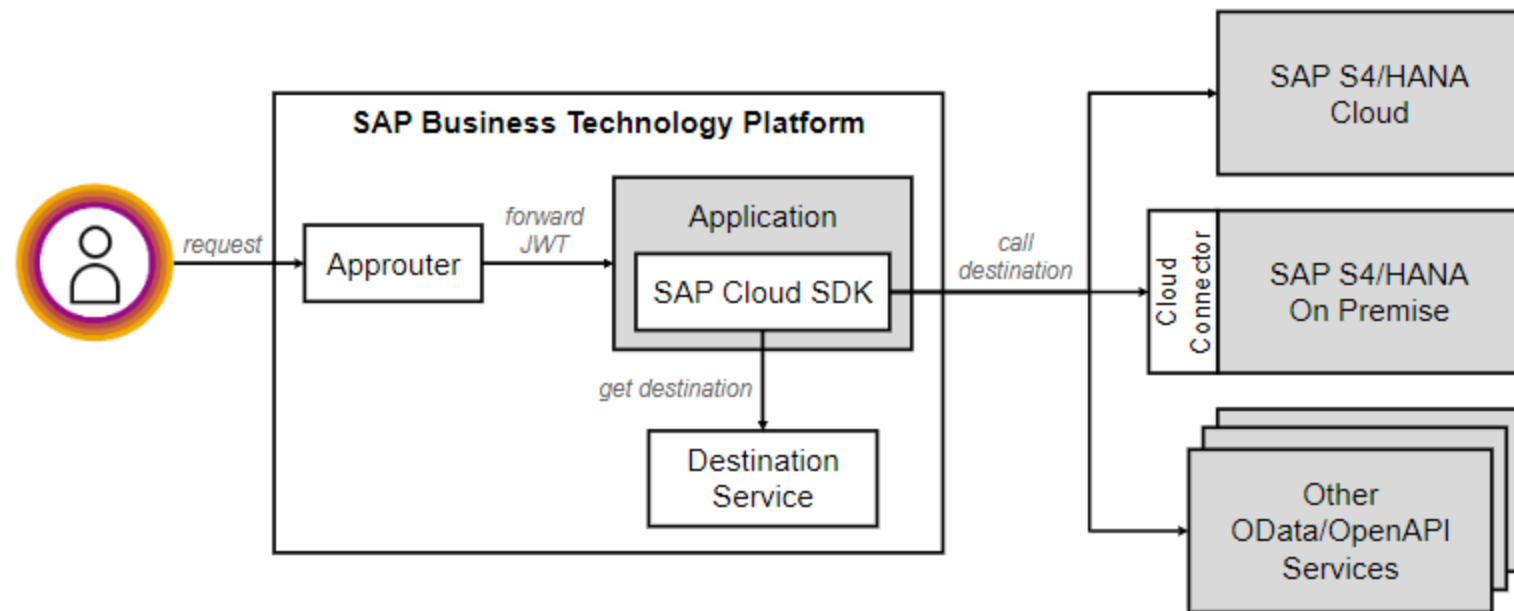 SAP Business Technology Platform
request
Approuter
forward
JWT
Application
SAP Cloud SDK
get destination
Destination
Service
call
destination
SAP S4/HANA
Cloud
Cloud
Connector
SAP S4/HANA
On Premise
Other
OData/OpenAPI
Services